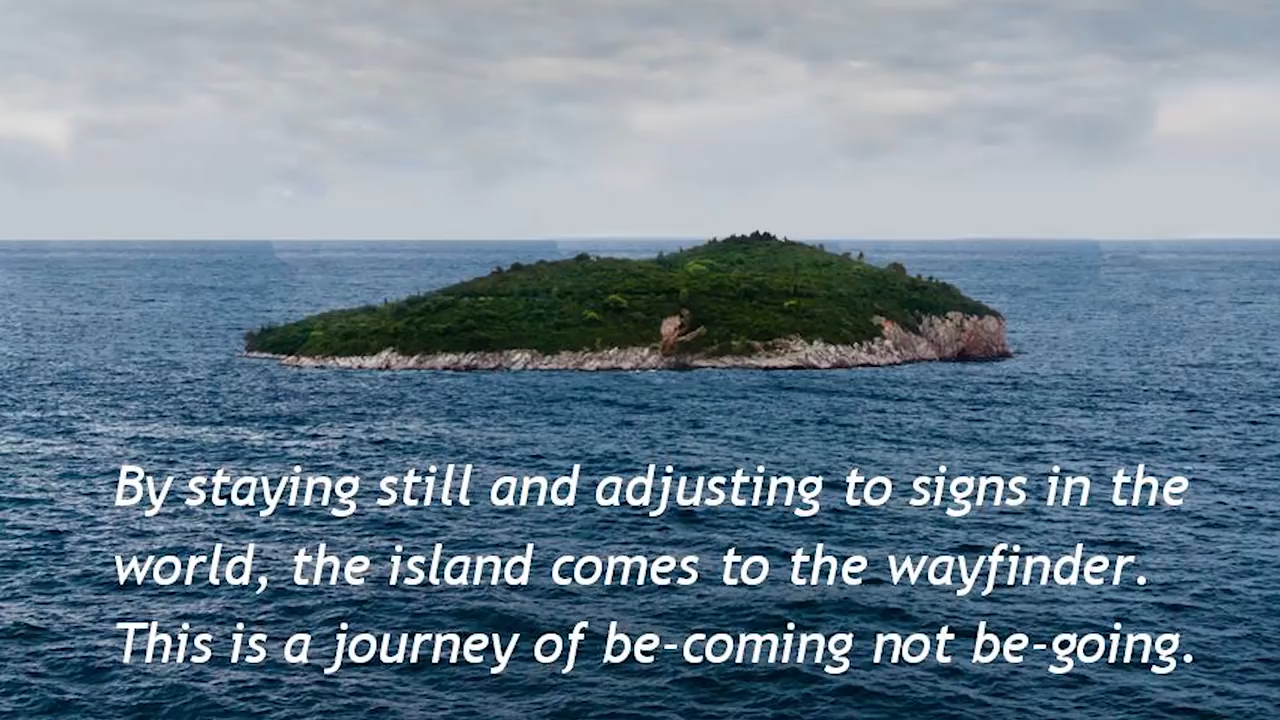 By staying still and adjusting to signs in the
world, the island comes to the wayfinder.
This is a journey of be-coming not be-going.